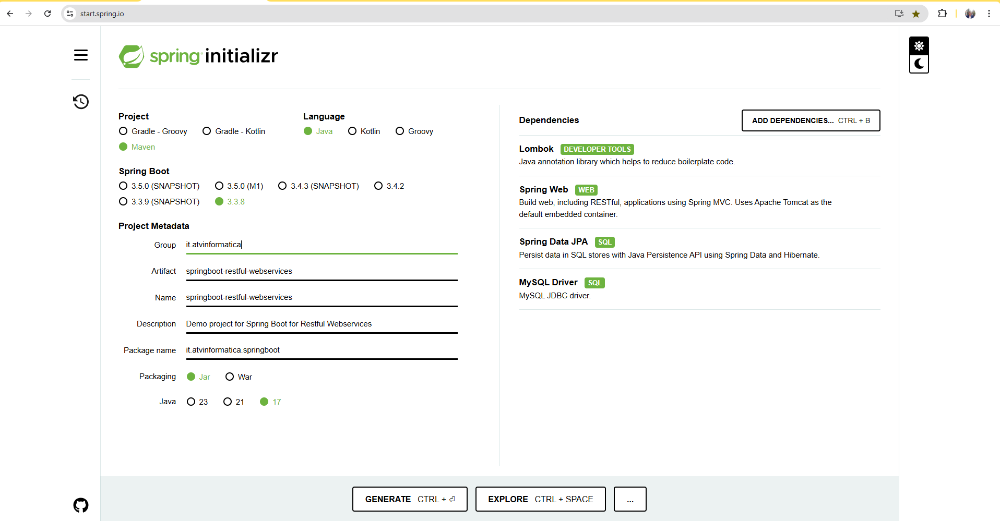 start.spring.io
spring initializr
Project
Gradle - Groovy Gradle - Kotlin
Maven
Language
Java Kotlin Groovy
Spring Boot
3.5.0 (SNAPSHOT) 3.5.0 (M1) 3.4.3 (SNAPSHOT) 3.4.2
3.3.9 (SNAPSHOT) 3.3.8
Project Metadata
Group it.atvinformatica
Artifact springboot-restful-webservices
Name springboot-restful-webservices
Description Demo project for Spring Boot for Restful Webservices
Package name it.atvinformatica.springboot
Packaging Jar War
Java 23 21 17
Dependencies ADD DEPENDENCIES... CTRL + B
Lombok DEVELOPER TOOLS
Java annotation library which helps to reduce boilerplate code.
Spring Web WEB
Build web, including RESTful, applications using Spring MVC. Uses Apache Tomcat as the
default embedded container.
Spring Data JPA SQL
Persist data in SQL stores with Java Persistence API using Spring Data and Hibernate.
MySQL Driver SQL
MySQL JDBC driver.
GENERATE CTRL + ⏎ EXPLORE CTRL + SPACE ...